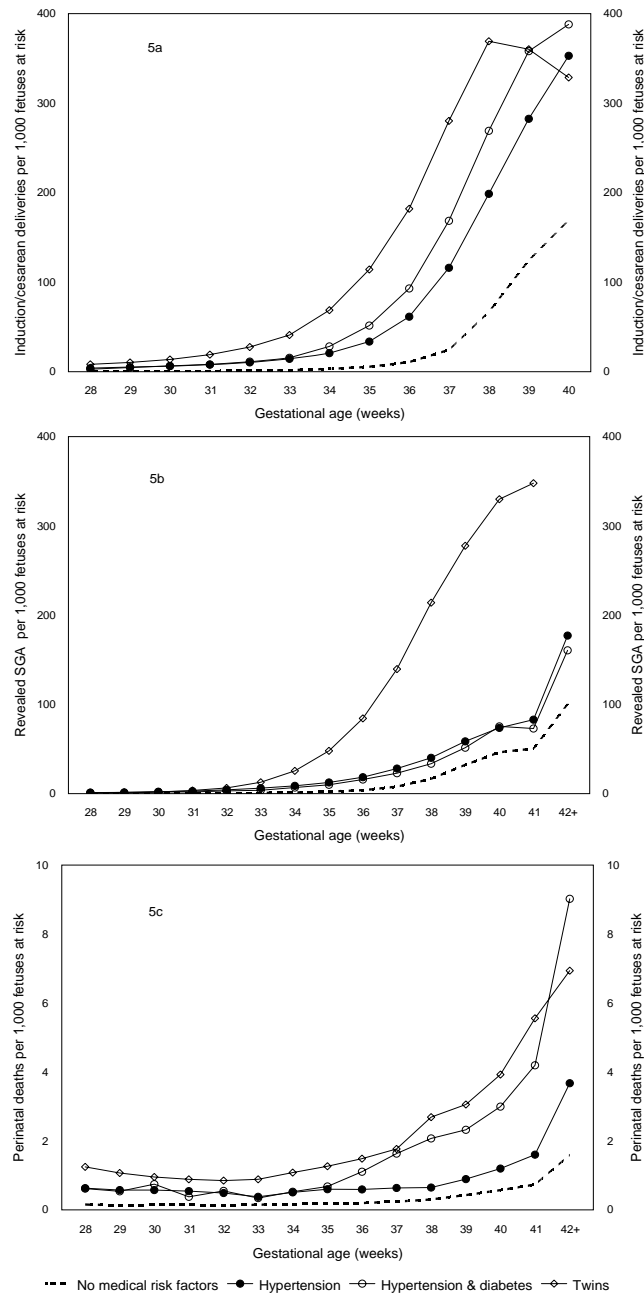 5a
Induction/cesarean deliveries per 1,000 fetuses at risk
400
300
200
100
0
400
300
200
100
0
Induction/cesarean deliveries per 1,000 fetuses at risk
28 29 30 31 32 33 34 35 36 37 38 39 40
Gestational age (weeks)
5b
Revealed SGA per 1,000 fetuses at risk
400
300
200
100
0
400
300
200
100
0
Revealed SGA per 1,000 fetuses at risk
28 29 30 31 32 33 34 35 36 37 38 39 40 41 42+
Gestational age (weeks)
5c
Perinatal deaths per 1,000 fetuses at risk
10
8
6
4
2
0
10
8
6
4
2
0
Perinatal deaths per 1,000 fetuses at risk
28 29 30 31 32 33 34 35 36 37 38 39 40 41 42+
Gestational age (weeks)
No medical risk factors Hypertension Hypertension & diabetes Twins